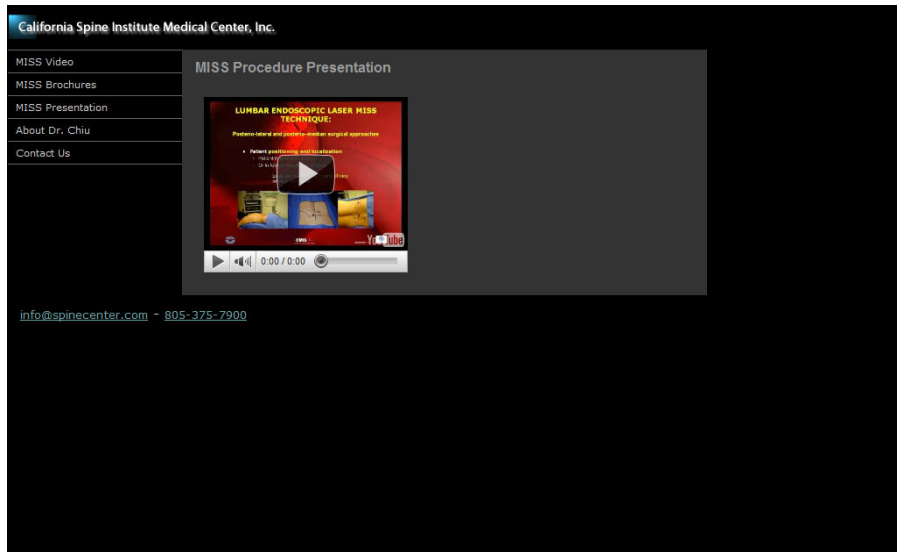 California Spine Institute Medical Center, Inc.
MISS Video
MISS Brochures
MISS Presentation
About Dr. Chiu
Contact Us
MISS Procedure Presentation
LUMBAR ENDOSCOPIC LASER MISS
TECHNIQUE:
Postero-lateral and posterio-median surgical approaches
• Patient positioning and localization
YouTube
0:00 / 0:00
info@spinecenter.com - 805-375-7900